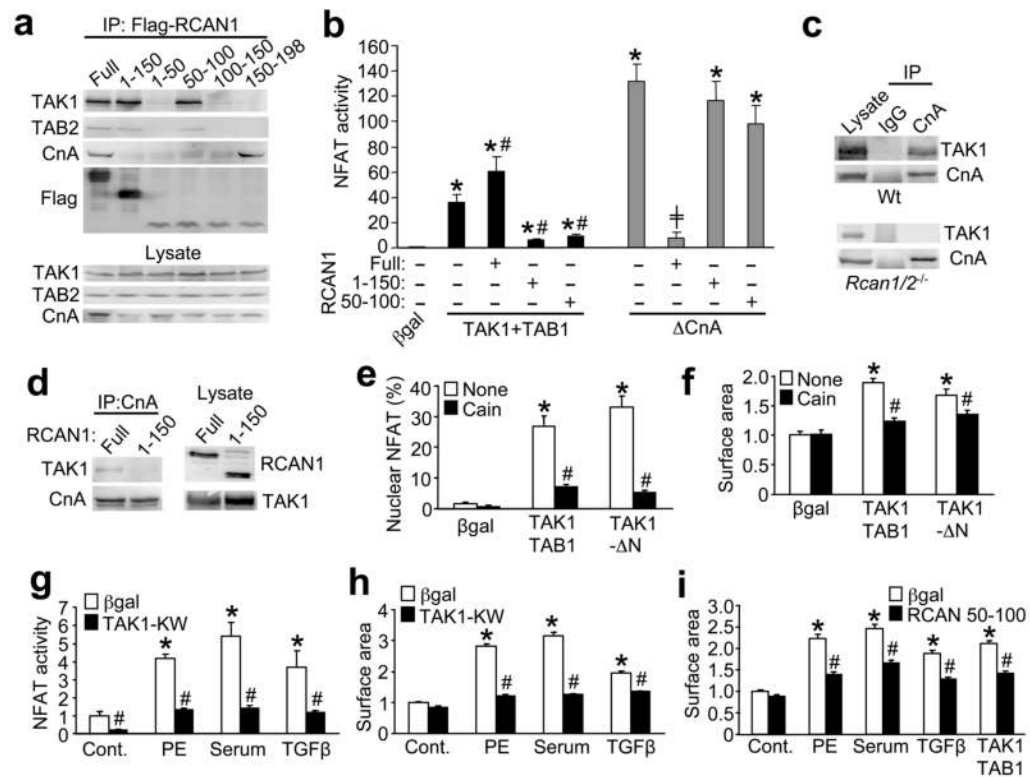 a
IP: Flag-RCAN1
Full 1-150 1-50 50-100 100-150 150-198
TAK1
TAB2
CnA
Flag
Lysate
TAK1
TAB2
CnA
b
NFAT activity
160
140
120
100
80
60
40
20
0
* *# *# *# * ‡ * *
RCAN1
Full: – – + – – – + – –
1-150: – – – + – – – + –
50-100: – – – – + – – – +
βgal TAK1+TAB1 ΔCnA
c
IP
Lysate IgG CnA
TAK1
CnA
Wt
TAK1
CnA
Rcan1/2-/-
d
IP:CnA Lysate
RCAN1: Full 1-150 Full 1-150
TAK1 RCAN1
CnA TAK1
e
Nuclear NFAT (%)
None
Cain
40
30
20
10
0
* # * #
βgal TAK1 TAK1
TAB1 -ΔN
f
Surface area
None
Cain
2.0
1.5
1.0
0.5
* # * #
βgal TAK1 TAK1
TAB1 -ΔN
g
NFAT activity
βgal
TAK1-KW
7
6
5
4
3
2
1
0
# * # * # * #
Cont. PE Serum TGFβ
h
Surface area
βgal
TAK1-KW
4
3
2
1
0
* # * # * #
Cont. PE Serum TGFβ
i
Surface area
βgal
RCAN 50-100
3.0
2.5
2.0
1.5
1.0
0.5
* # * # * # * #
Cont. PE Serum TGFβ TAK1
TAB1